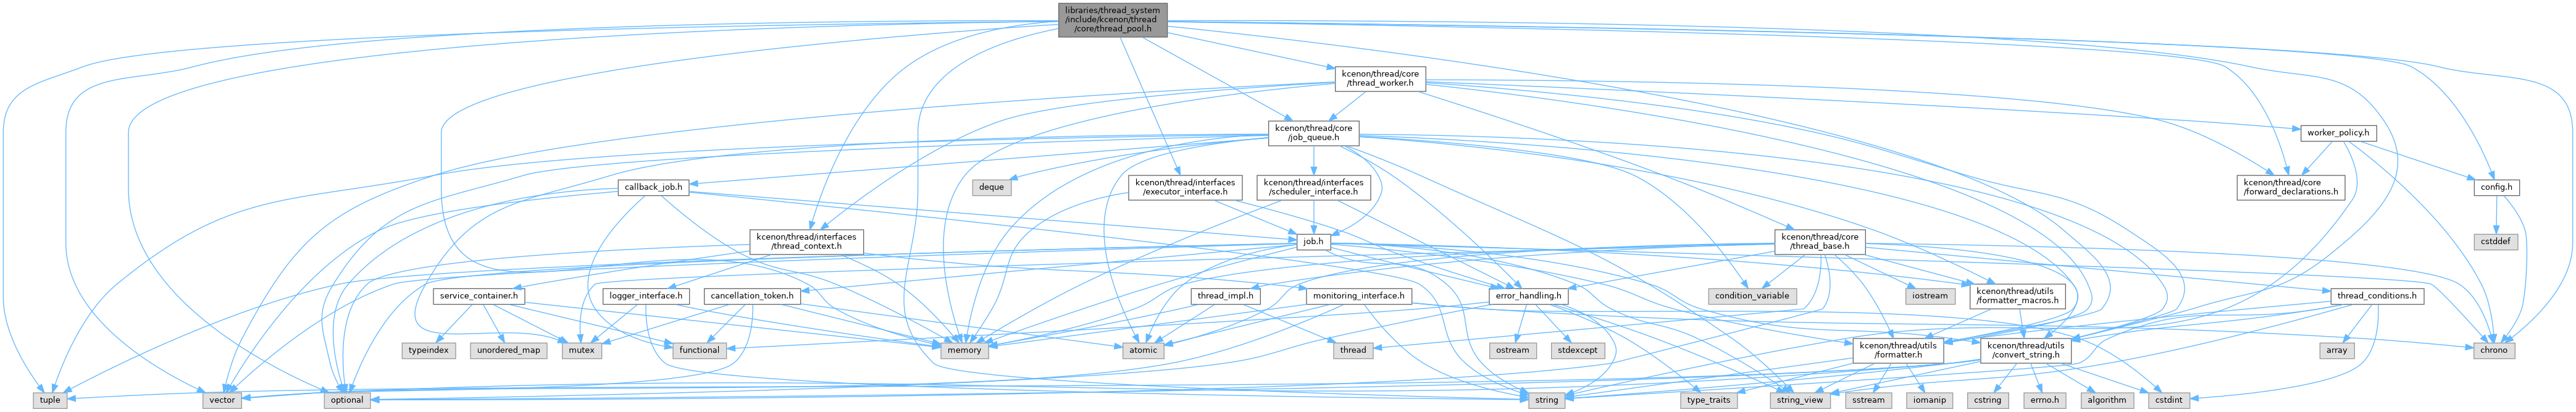 libraries/thread_system
/include/kcenon/thread
/core/thread_pool.h
kcenon/thread/core
/thread_worker.h
kcenon/thread/core
/job_queue.h
worker_policy.h
callback_job.h
deque
kcenon/thread/interfaces
/executor_interface.h
kcenon/thread/interfaces
/scheduler_interface.h
kcenon/thread/core
/forward_declarations.h
config.h
kcenon/thread/interfaces
/thread_context.h
job.h
kcenon/thread/core
/thread_base.h
cstddef
service_container.h
logger_interface.h
cancellation_token.h
thread_impl.h
monitoring_interface.h
error_handling.h
condition_variable
iostream
kcenon/thread/utils
/formatter_macros.h
thread_conditions.h
typeindex
unordered_map
mutex
functional
memory
atomic
thread
ostream
stdexcept
kcenon/thread/utils
/formatter.h
kcenon/thread/utils
/convert_string.h
array
chrono
tuple
vector
optional
string
type_traits
string_view
sstream
iomanip
cstring
errno.h
algorithm
cstdint